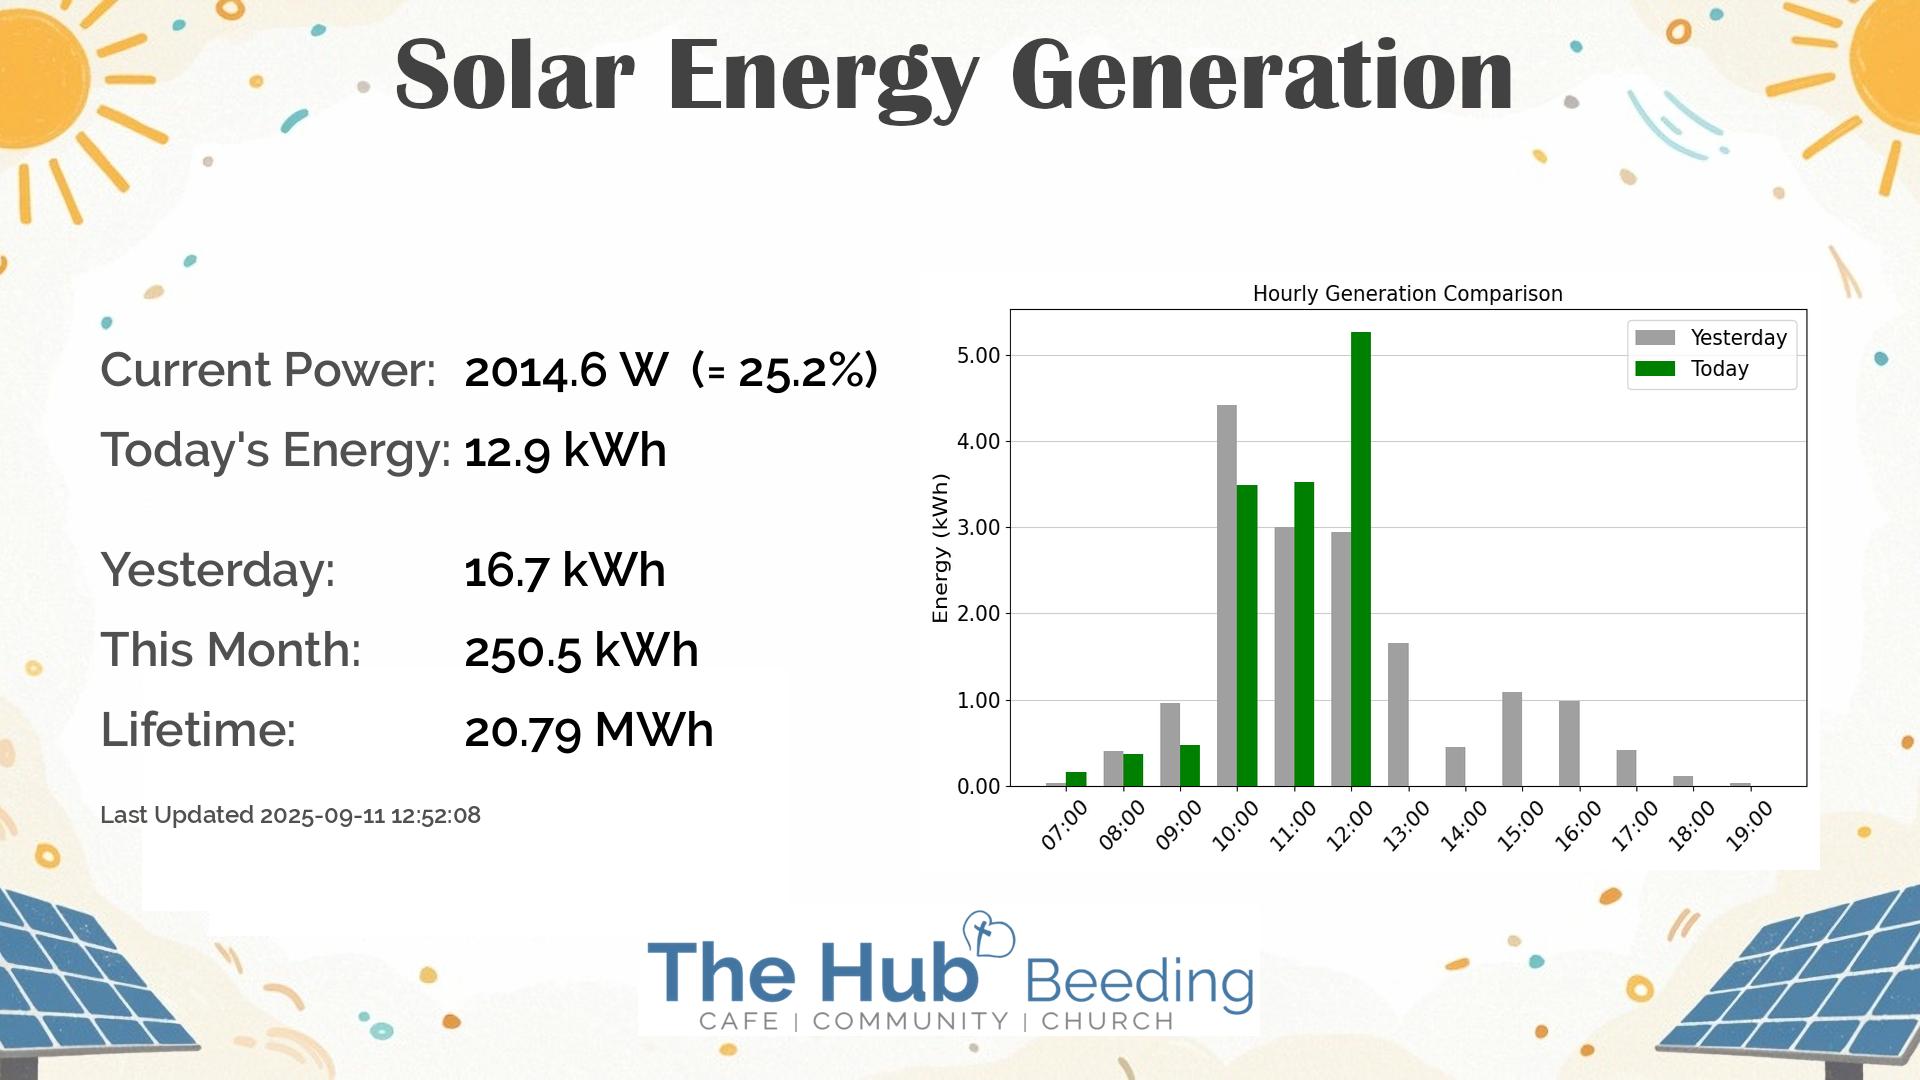 Solar Energy Generation
Current Power: 2014.6 W (= 25.2%)
Today's Energy: 12.9 kWh
Yesterday: 16.7 kWh
This Month: 250.5 kWh
Lifetime: 20.79 MWh
Last Updated 2025-09-11 12:52:08
Hourly Generation Comparison
Yesterday
Today
Energy (kWh)
5.00
4.00
3.00
2.00
1.00
0.00
07:00 08:00 09:00 10:00 11:00 12:00 13:00 14:00 15:00 16:00 17:00 18:00 19:00
The Hub Beeding
CAFE | COMMUNITY | CHURCH